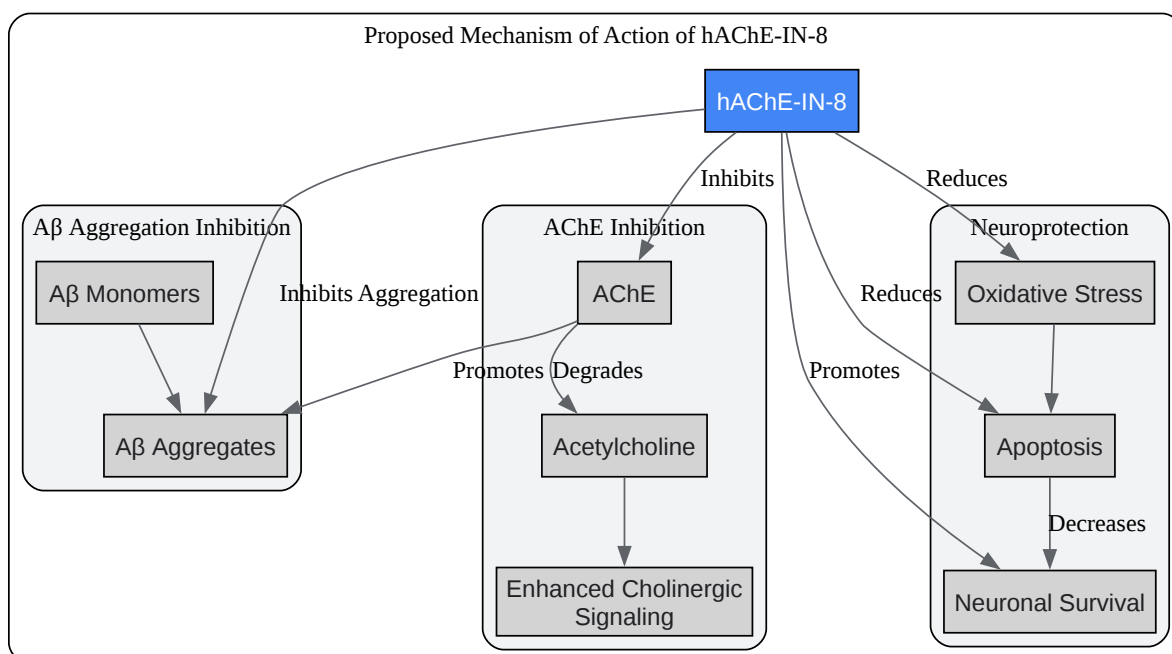 Proposed Mechanism of Action of hAChE-IN-8
hAChE-IN-8
Inhibits
Reduces
Aβ Aggregation Inhibition
AChE Inhibition
Neuroprotection
Aβ Monomers
Inhibits Aggregation
AChE
Reduces
Oxidative Stress
Promotes
Degrades
Promotes
Aβ Aggregates
Acetylcholine
Apoptosis
Decreases
Enhanced Cholinergic
Signaling
Neuronal Survival